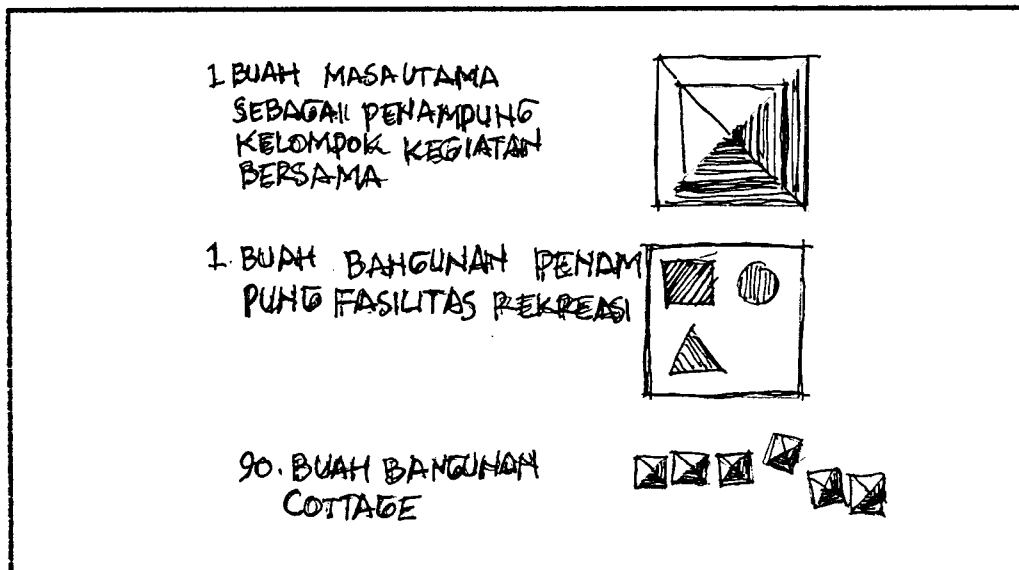 1 BUAH MASA UTAMA
SEBAGAI PENAMPUNG
KELOMPOK KEGIATAN
BERSAMA
1. BUAH BANGUNAN PENAM
PUNG FASILITAS REKREASI
90. BUAH BANGUNAN
COTTAGE